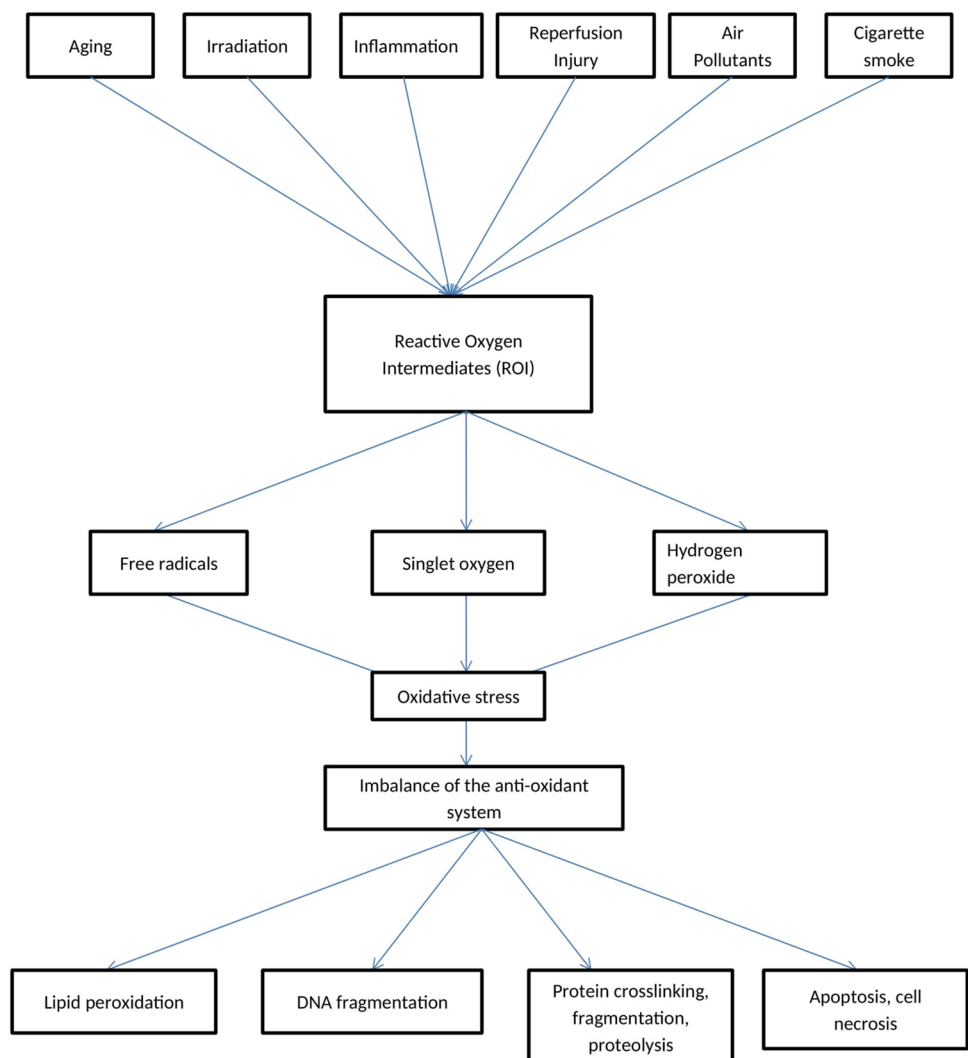 Aging
Irradiation
Inflammation
Reperfusion
Injury
Air
Pollutants
Cigarette
smoke
Reactive Oxygen
Intermediates (ROI)
Free radicals
Singlet oxygen
Hydrogen
peroxide
Oxidative stress
Imbalance of the anti-oxidant
system
Lipid peroxidation
DNA fragmentation
Protein crosslinking,
fragmentation,
proteolysis
Apoptosis, cell
necrosis